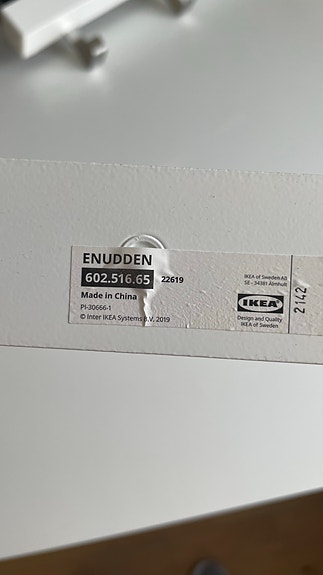 ENUDDEN
602.516.65 22619
Made in China
PI-30666-1
© Inter IKEA Systems B.V. 2019
IKEA of Sweden AB
SE - 34381 Älmhult
IKEA
Design and Quality
IKEA of Sweden
2142